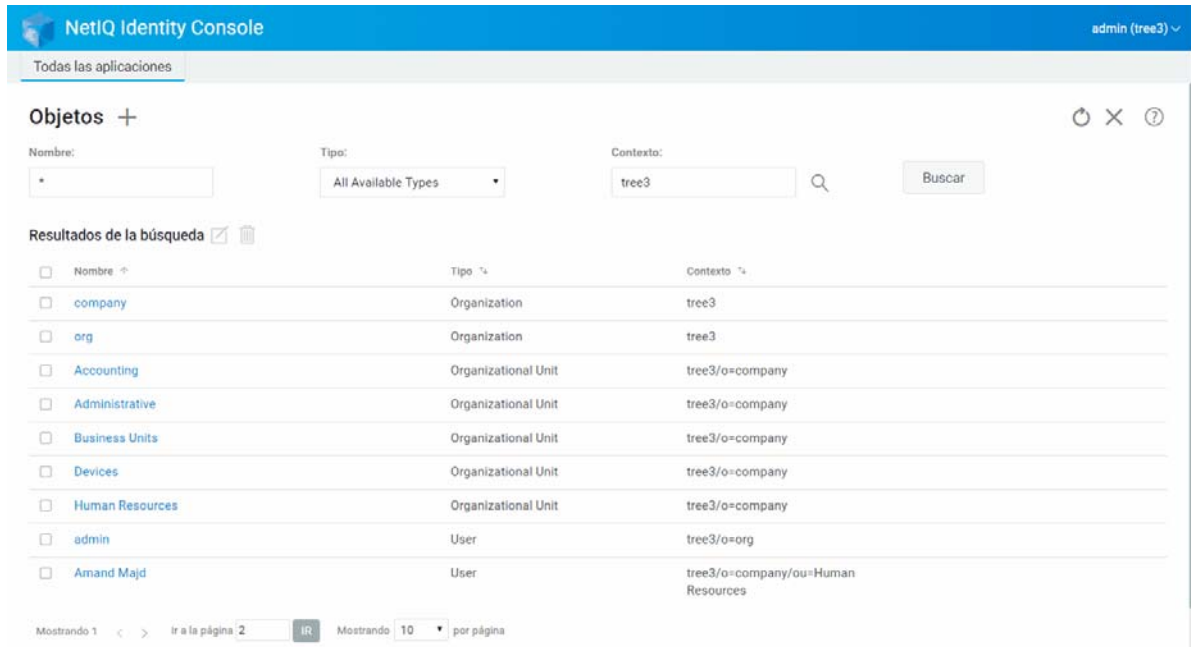 NetIQ Identity Console
admin (tree3)
Todas las aplicaciones
Objetos
Nombre: Tipo: Contexto:
* All Available Types tree3 Buscar
Resultados de la búsqueda
Nombre Tipo Contexto
company Organization tree3
org Organization tree3
Accounting Organizational Unit tree3/o=company
Administrative Organizational Unit tree3/o=company
Business Units Organizational Unit tree3/o=company
Devices Organizational Unit tree3/o=company
Human Resources Organizational Unit tree3/o=company
admin User tree3/o=org
Amand Majd User tree3/o=company/ou=Human
Resources
Mostrando 1 Ir a la página 2 IR Mostrando 10 por página